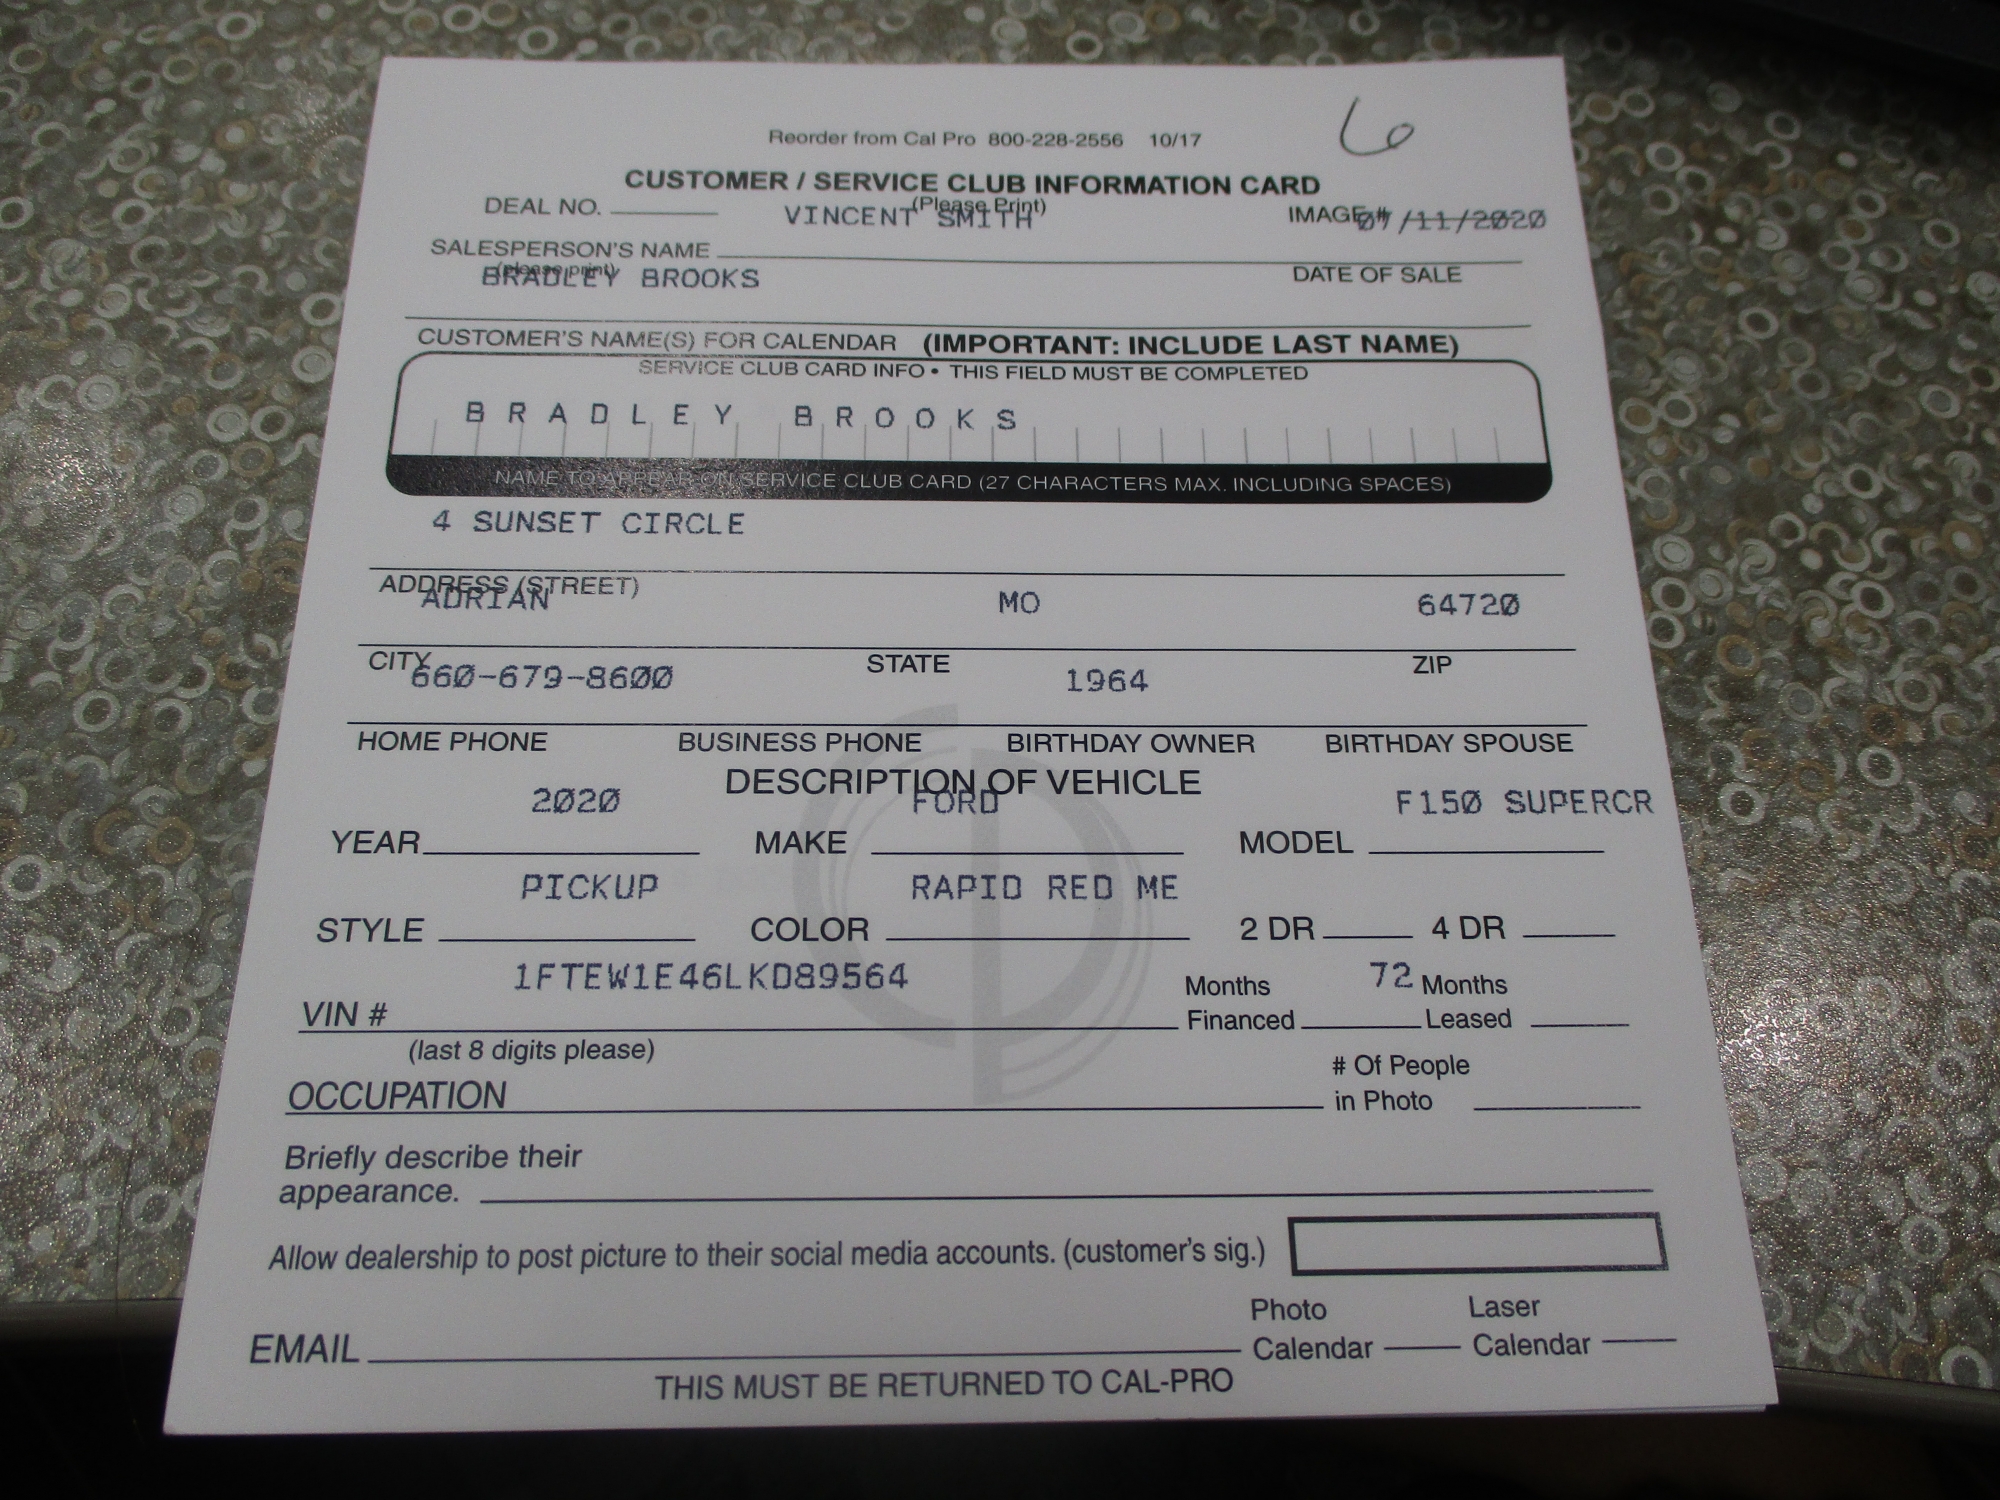 6
Reorder from Cal Pro 800-228-2556 10/17
CUSTOMER / SERVICE CLUB INFORMATION CARD
(Please Print)
DEAL NO. VINCENT SMITH IMAGE# 07/11/2020
SALESPERSON'S NAME
(please print)
BRADLEY BROOKS DATE OF SALE
CUSTOMER'S NAME(S) FOR CALENDAR (IMPORTANT: INCLUDE LAST NAME)
SERVICE CLUB CARD INFO • THIS FIELD MUST BE COMPLETED
BRADLEY BROOKS
NAME TO APPEAR ON SERVICE CLUB CARD (27 CHARACTERS MAX. INCLUDING SPACES)
4 SUNSET CIRCLE
ADDRESS (STREET)
ADRIAN MO 64720
CITY STATE ZIP
660-679-8600 1964
HOME PHONE BUSINESS PHONE BIRTHDAY OWNER BIRTHDAY SPOUSE
DESCRIPTION OF VEHICLE
2020 FORD F150 SUPERCR
YEAR MAKE MODEL
PICKUP RAPID RED ME
STYLE COLOR 2 DR 4 DR
1FTEW1E46LKD89564 Months 72 Months
VIN # Financed Leased
(last 8 digits please)
# Of People
OCCUPATION in Photo
Briefly describe their
appearance.
Allow dealership to post picture to their social media accounts. (customer's sig.)
Photo Laser
EMAIL Calendar Calendar
THIS MUST BE RETURNED TO CAL-PRO